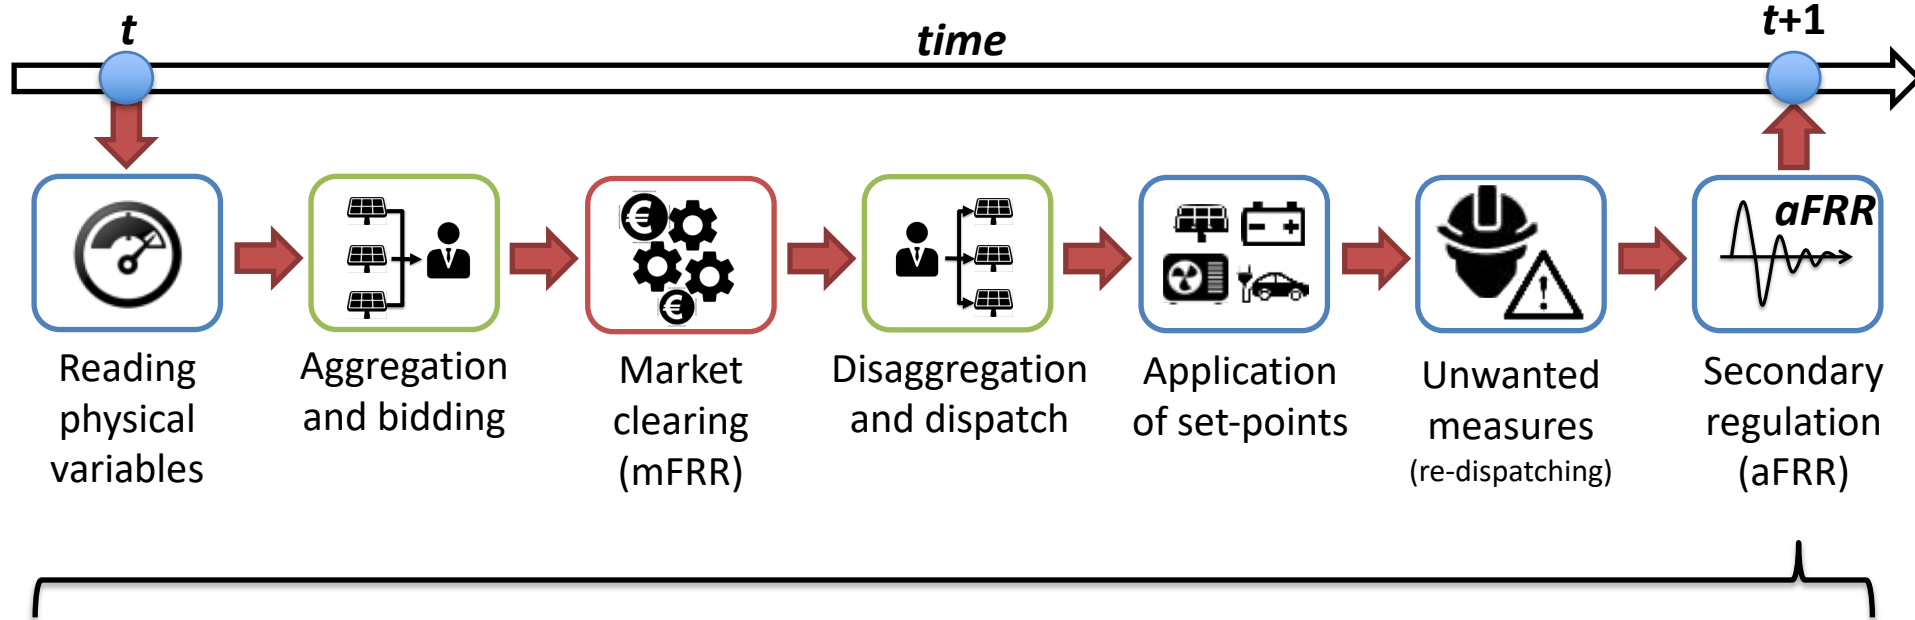 t
time
t+1
aFRR
Reading
physical
variables
Aggregation
and bidding
Market
clearing
(mFRR)
Disaggregation
and dispatch
Application
of set-points
Unwanted
measures
(re-dispatching)
Secondary
regulation
(aFRR)